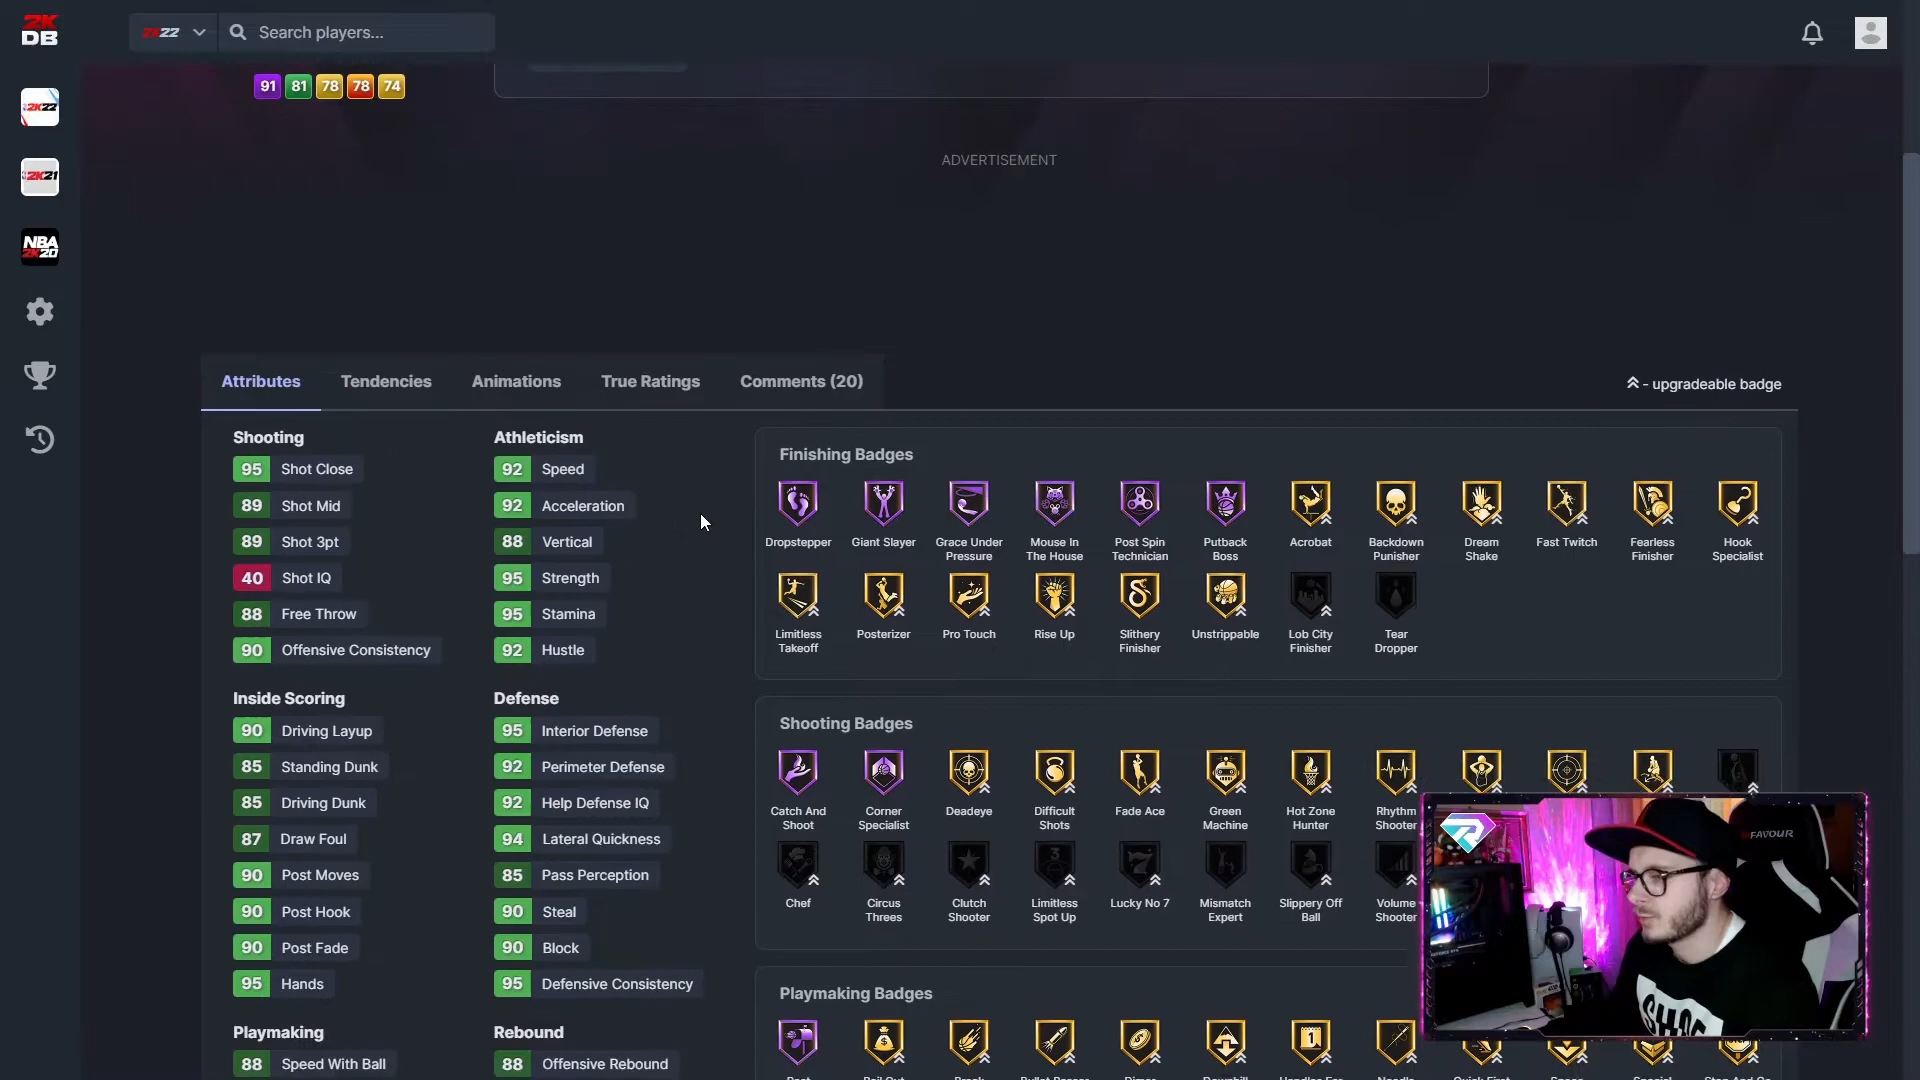 2K DB
2K22
Search players...
91 81 78 78 74
2K22
2K21
NBA 2K20
ADVERTISEMENT
Attributes
Tendencies
Animations
True Ratings
Comments (20)
- upgradeable badge
Shooting
95 Shot Close
89 Shot Mid
89 Shot 3pt
40 Shot IQ
88 Free Throw
90 Offensive Consistency
Inside Scoring
90 Driving Layup
85 Standing Dunk
85 Driving Dunk
87 Draw Foul
90 Post Moves
90 Post Hook
90 Post Fade
95 Hands
Playmaking
88 Speed With Ball
Athleticism
92 Speed
92 Acceleration
88 Vertical
95 Strength
95 Stamina
92 Hustle
Defense
95 Interior Defense
92 Perimeter Defense
92 Help Defense IQ
94 Lateral Quickness
85 Pass Perception
90 Steal
90 Block
95 Defensive Consistency
Rebound
88 Offensive Rebound
Finishing Badges
Dropstepper
Giant Slayer
Grace Under
Pressure
Mouse In
The House
Post Spin
Technician
Putback
Boss
Acrobat
Backdown
Punisher
Dream
Shake
Fast Twitch
Fearless
Finisher
Hook
Specialist
Limitless
Takeoff
Posterizer
Pro Touch
Rise Up
Slithery
Finisher
Unstrippable
Lob City
Finisher
Tear
Dropper
Shooting Badges
Catch And
Shoot
Corner
Specialist
Deadeye
Difficult
Shots
Fade Ace
Green
Machine
Hot Zone
Hunter
Rhythm
Shooter
Chef
Circus
Threes
Clutch
Shooter
Limitless
Spot Up
Lucky No 7
Mismatch
Expert
Slippery Off
Ball
Volume
Shooter
Playmaking Badges
FAVOUR